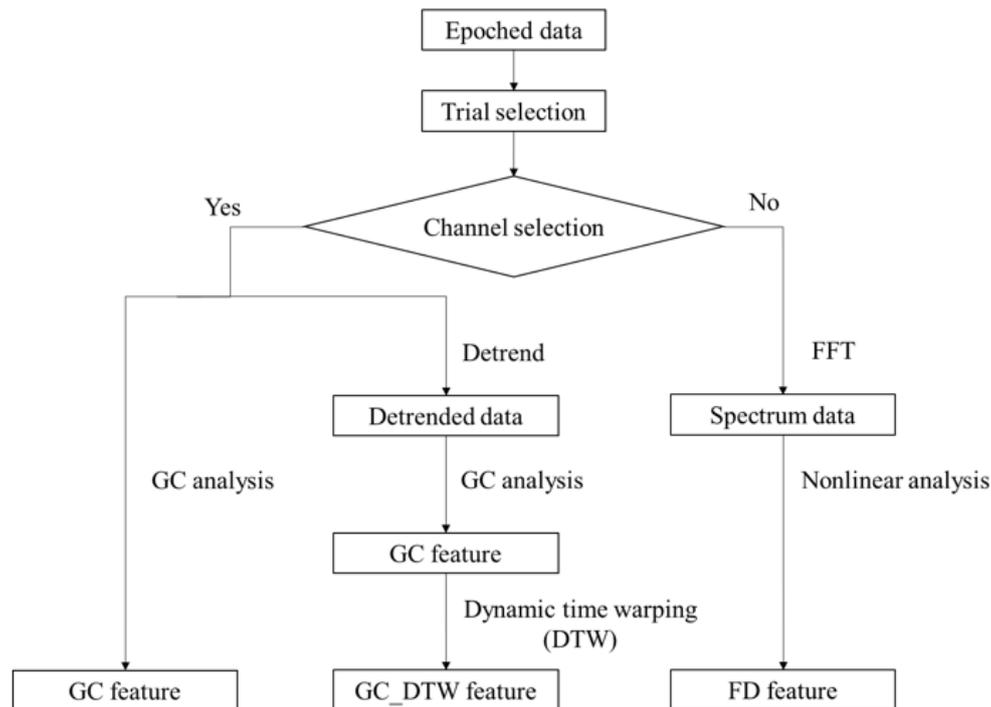 Epoched data
Trial selection
Yes
No
Channel selection
Detrend
FFT
Detrended data
Spectrum data
GC analysis
GC analysis
Nonlinear analysis
GC feature
Dynamic time warping
(DTW)
GC feature
GC_DTW feature
FD feature